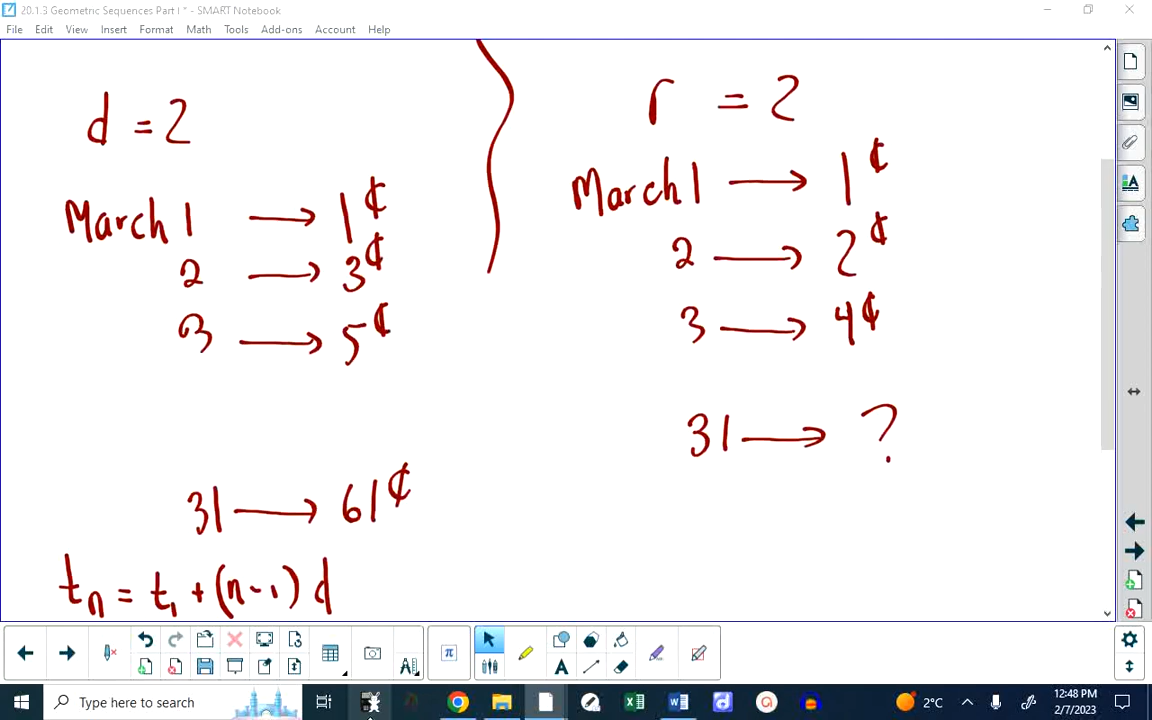 20.1.3 Geometric Sequences Part I * - SMART Notebook
File Edit View Insert Format Math Tools Add-ons Account Help
d = 2
March 1 → 1¢
2 → 3¢
3 → 5¢
31 → 61¢
tn = t1 + (n-1) d
r = 2
March 1 → 1¢
2 → 2¢
3 → 4¢
31 → ?
Type here to search
2°C
12:48 PM
2/7/2023